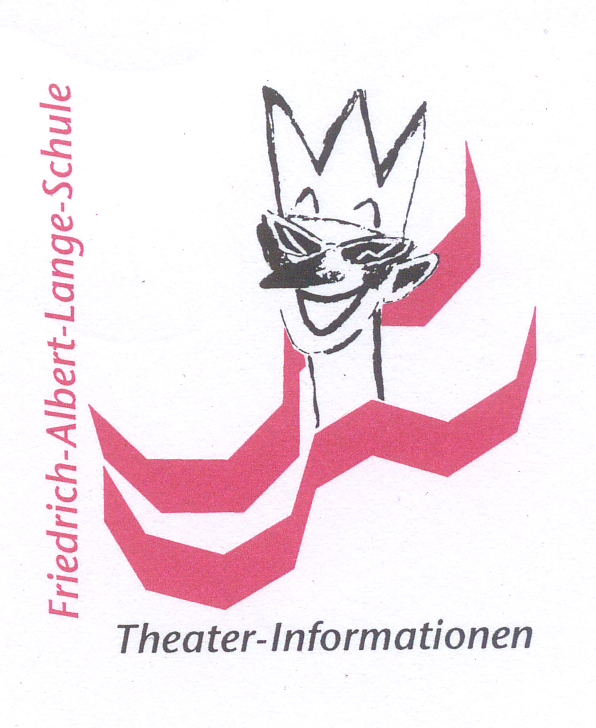 Friedrich-Albert-Lange-Schule
Theater-Informationen